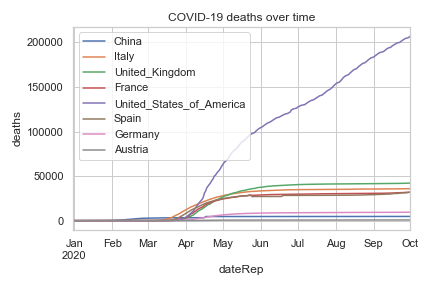 COVID-19 deaths over time
China
Italy
United_Kingdom
France
United_States_of_America
Spain
Germany
Austria
deaths
200000
150000
100000
50000
0
Jan Feb Mar Apr May Jun Jul Aug Sep Oct
2020
dateRep